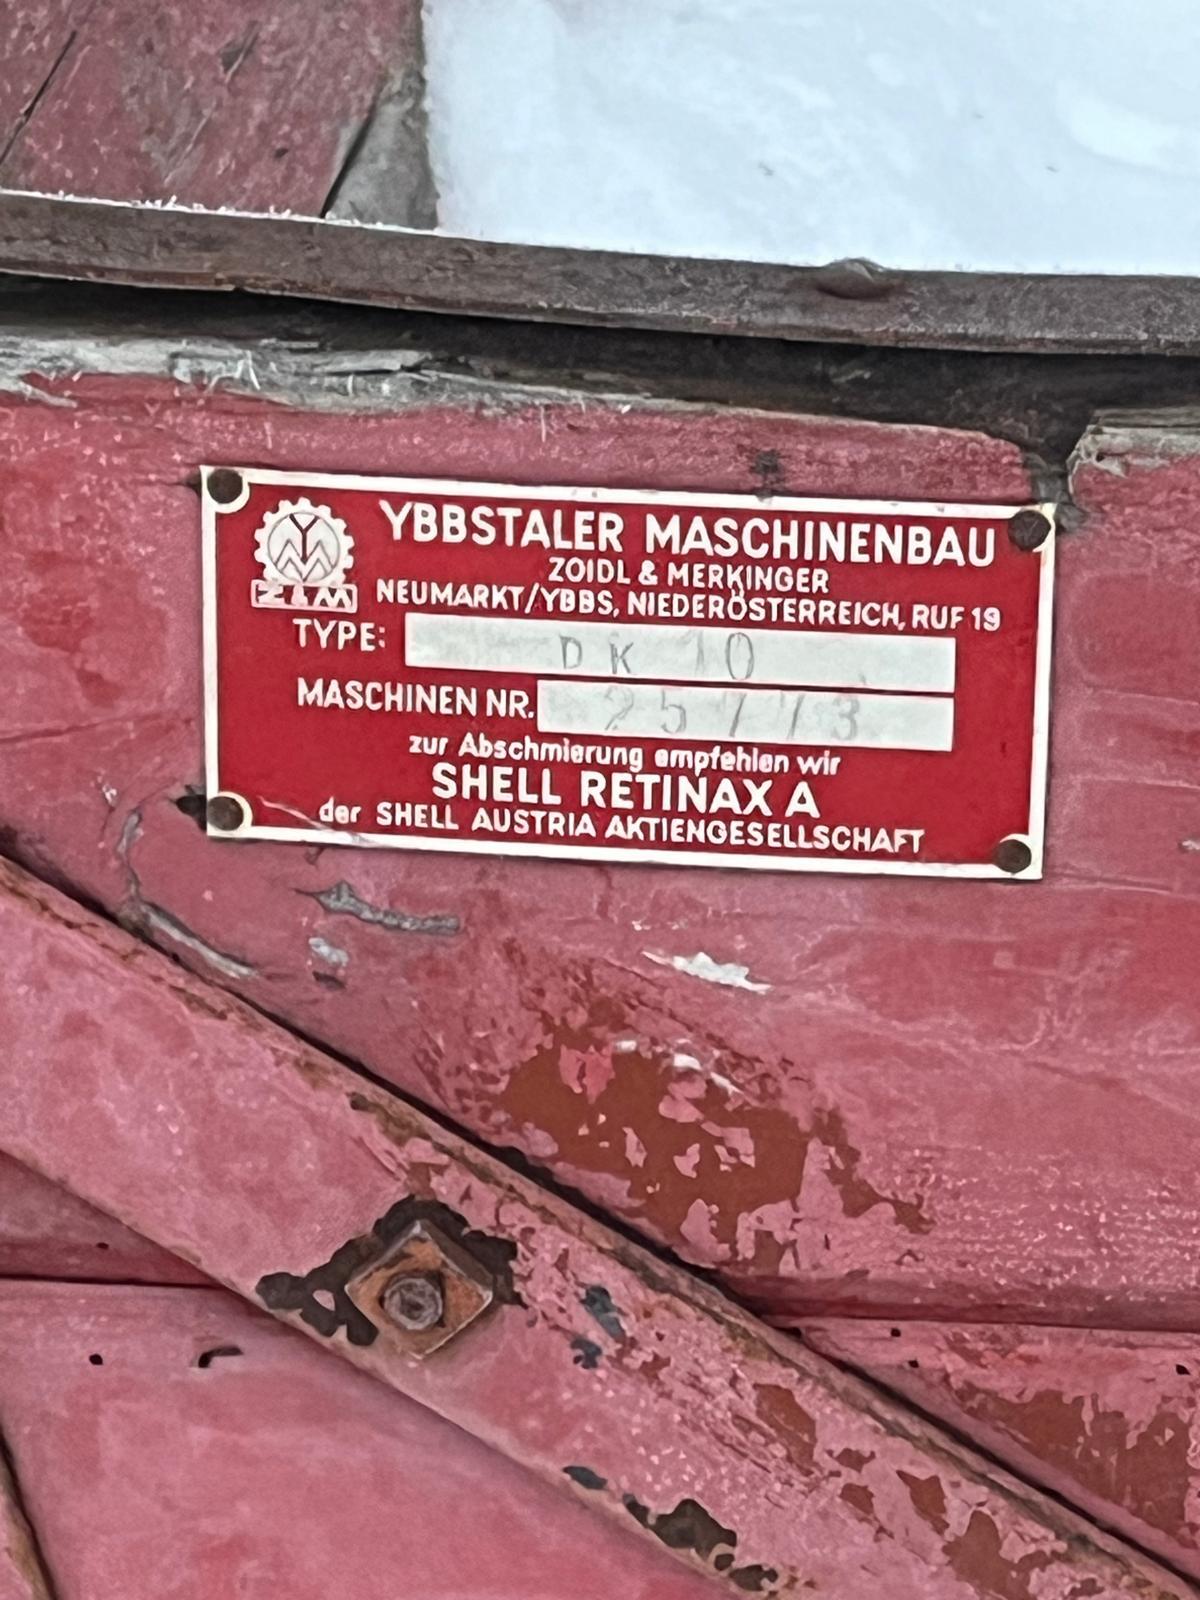 YBBSTALER MASCHINENBAU
ZOIDL & MERKINGER
Z&M
NEUMARKT/YBBS, NIEDERÖSTERREICH, RUF 19
TYPE: DK 10
MASCHINEN NR. 25773
zur Abschmierung empfehlen wir
SHELL RETINAX A
der SHELL AUSTRIA AKTIENGESELLSCHAFT